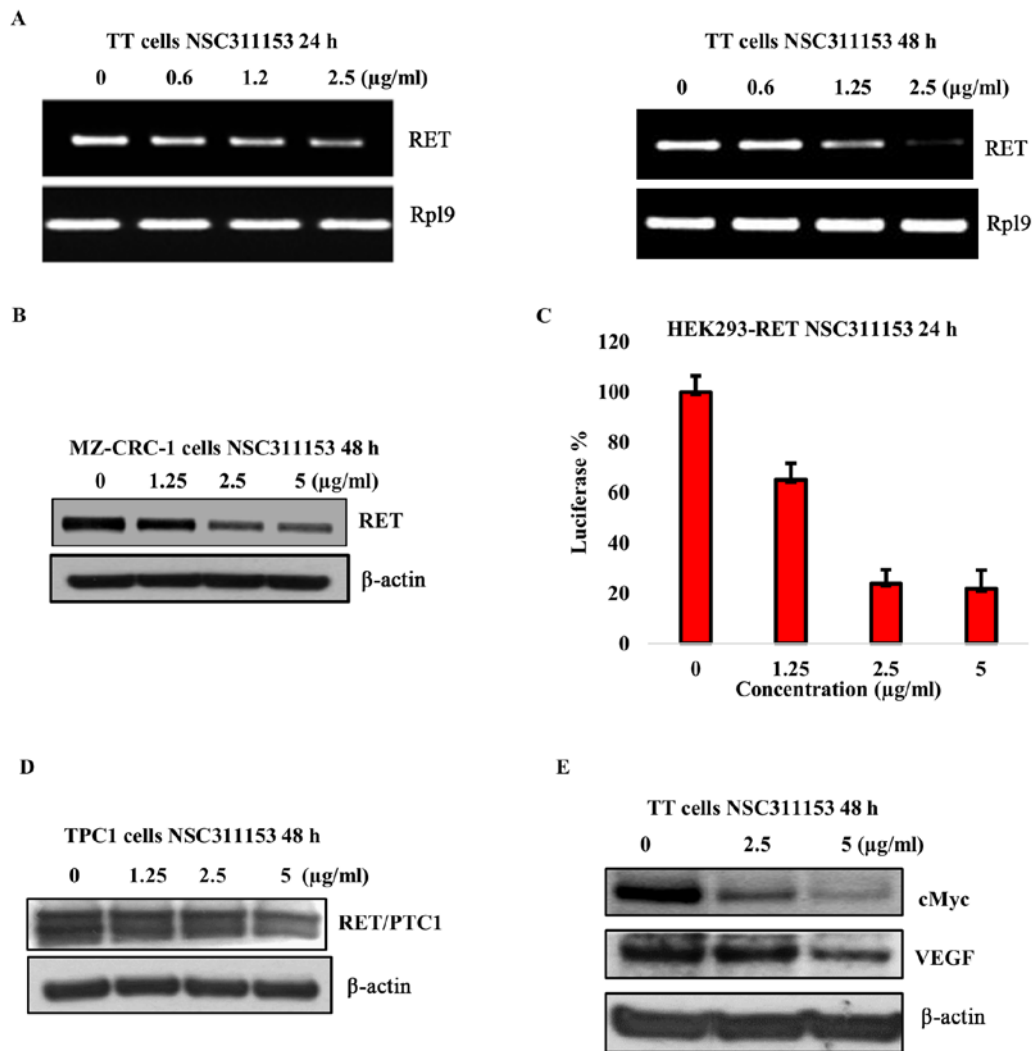 A
TT cells NSC311153 24 h
0 0.6 1.2 2.5 (µg/ml)
RET
Rpl9
TT cells NSC311153 48 h
0 0.6 1.25 2.5 (µg/ml)
RET
Rpl9
B
MZ-CRC-1 cells NSC311153 48 h
0 1.25 2.5 5 (µg/ml)
RET
β-actin
C
HEK293-RET NSC311153 24 h
120
100
80
60
40
20
0
Luciferase %
0 1.25 2.5 5
Concentration (µg/ml)
D
TPC1 cells NSC311153 48 h
0 1.25 2.5 5 (µg/ml)
RET/PTC1
β-actin
E
TT cells NSC311153 48 h
0 2.5 5 (µg/ml)
cMyc
VEGF
β-actin